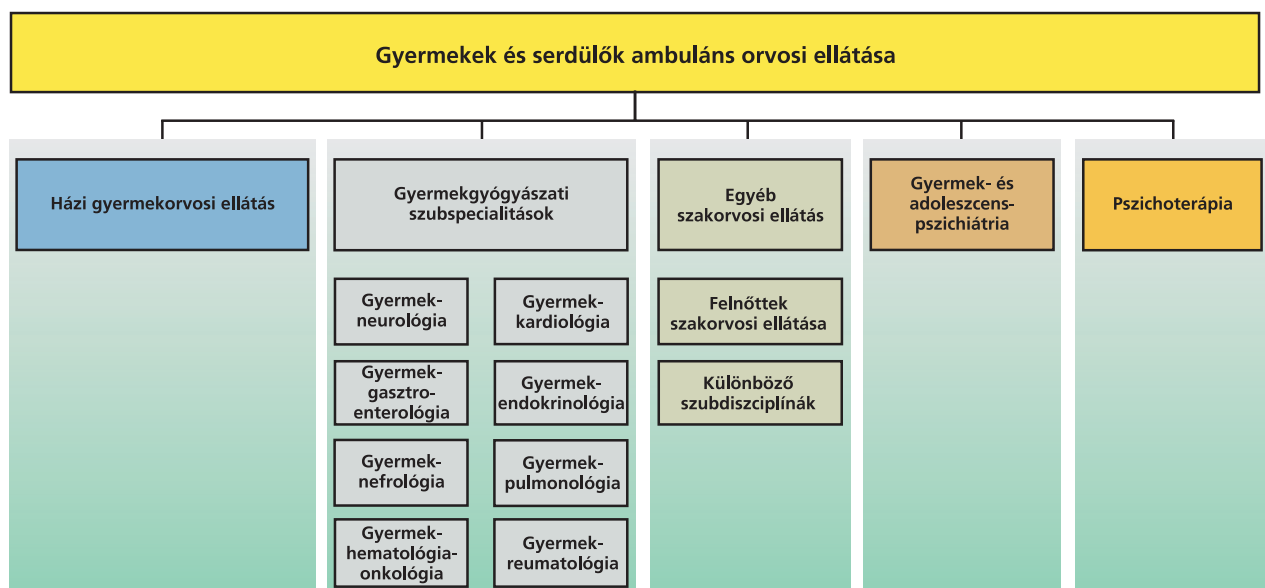 Gyermekek és serdülők ambuláns orvosi ellátása
Házi gyermekorvosi ellátás
Gyermekgyógyászati
szubspecialitások
Egyéb
szakorvosi ellátás
Gyermek- és
adoleszcens-
pszichiátria
Pszichoterápia
Gyermek-
neurológia
Gyermek-
kardiológia
Gyermek-
gasztro-
enterológia
Gyermek-
endokrinológia
Gyermek-
nefrológia
Gyermek-
pulmonológia
Gyermek-
hematológia-
onkológia
Gyermek-
reumatológia
Felnőttek
szakorvosi ellátása
Különböző
szubdiszciplínák